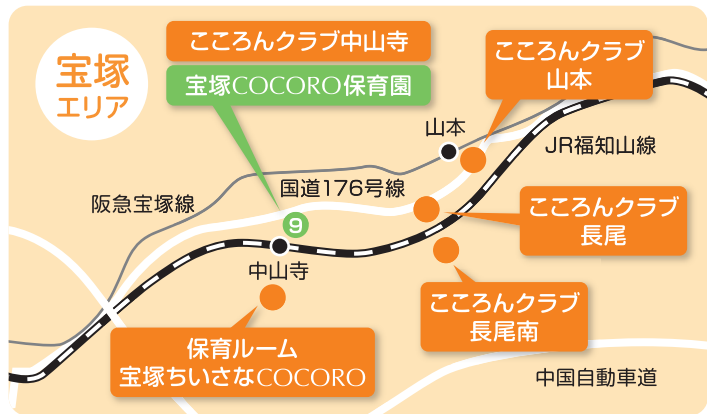 宝塚
エリア
こころんクラブ中山寺
宝塚COCORO保育園
こころんクラブ
山本
山本
JR福知山線
国道176号線
阪急宝塚線
こころんクラブ
長尾
9
中山寺
こころんクラブ
長尾南
保育ルーム
宝塚ちいさなCOCORO
中国自動車道